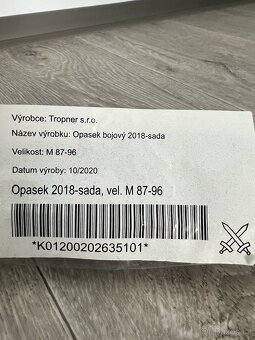 Výrobce: Tropner s.r.o.
Název výrobku: Opasek bojový 2018-sada
Velikost: M 87-96
Datum výroby: 10/2020
Opasek 2018-sada, vel. M 87-96
*K01200202635101*